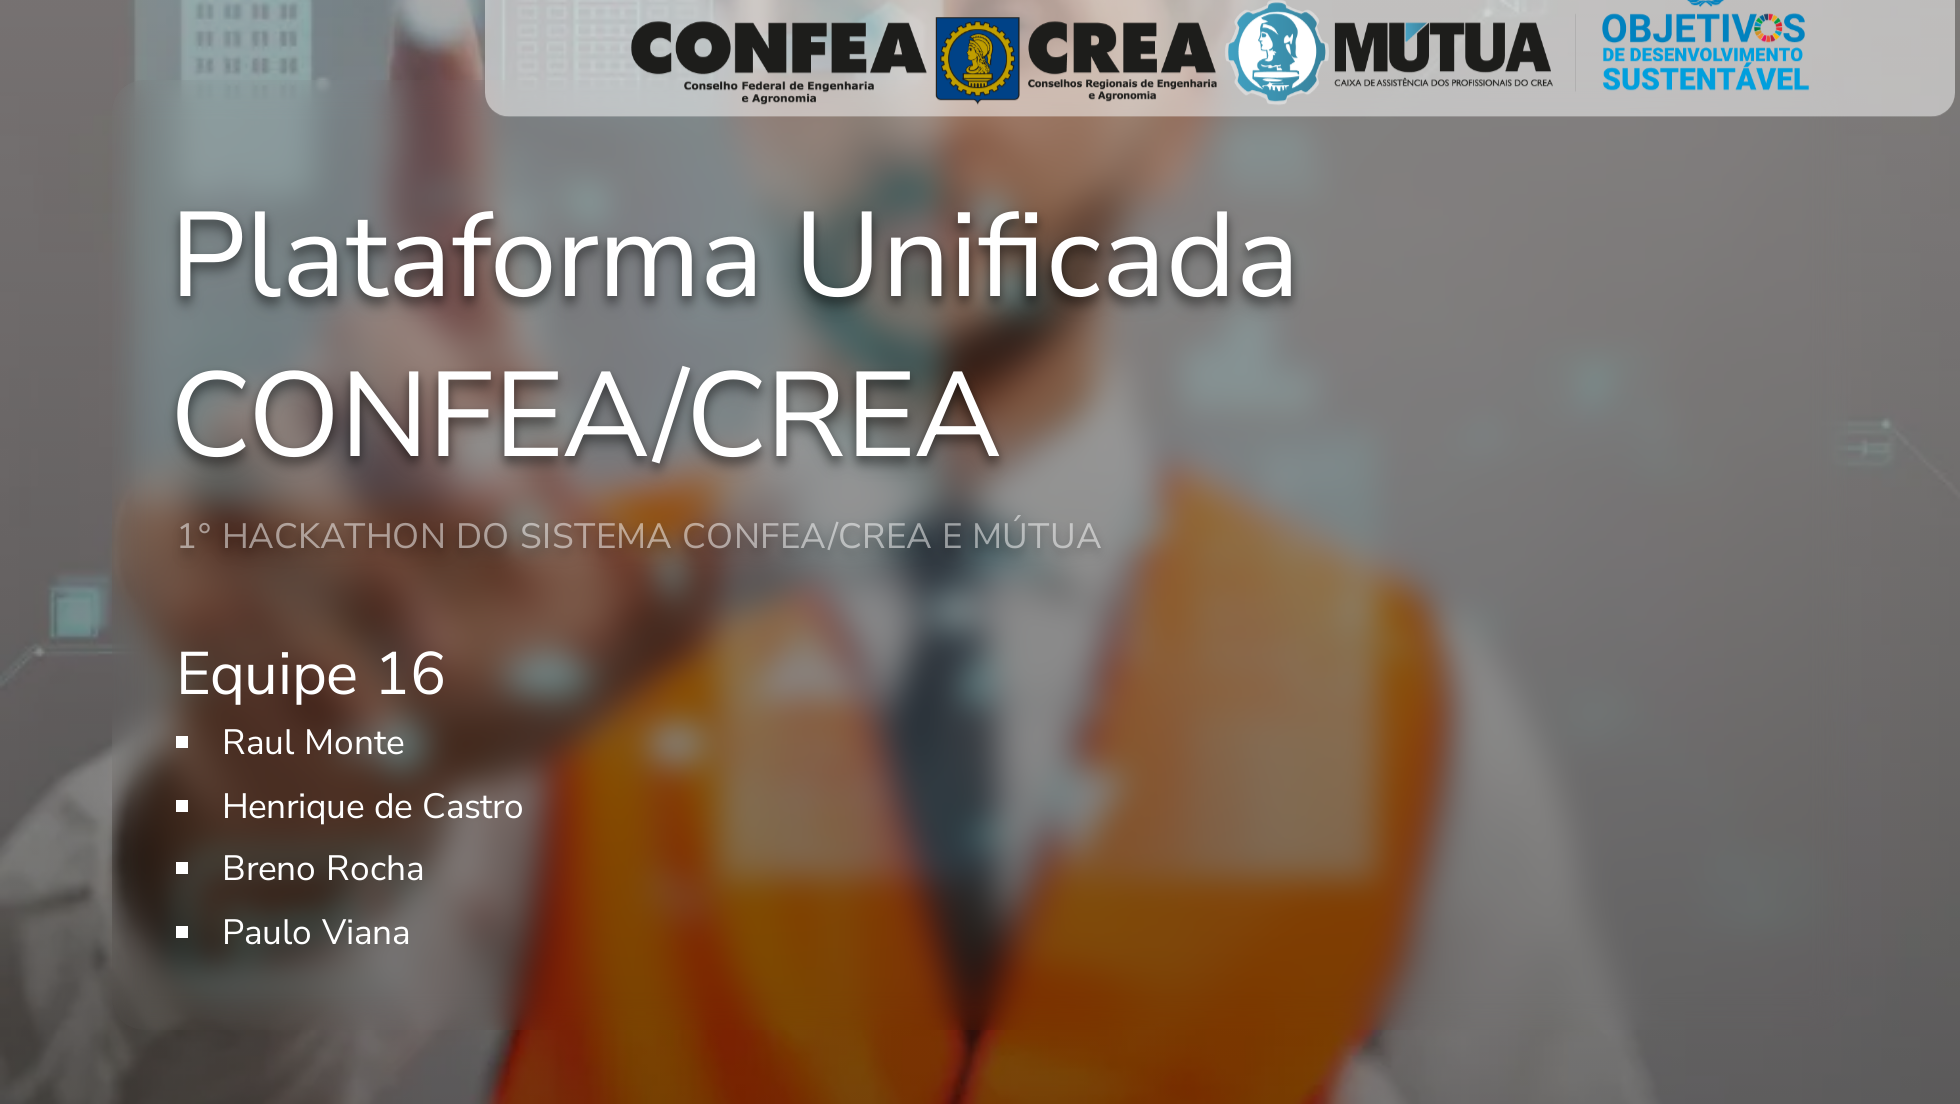 CONFEA
Conselho Federal de Engenharia
e Agronomia
CREA
Conselhos Regionais de Engenharia
e Agronomia
MÚTUA
CAIXA DE ASSISTÊNCIA DOS PROFISSIONAIS DO CREA
OBJETIVOS
DE DESENVOLVIMENTO
SUSTENTÁVEL
Plataforma Unificada
CONFEA/CREA
1° HACKATHON DO SISTEMA CONFEA/CREA E MÚTUA
Equipe 16
▪ Raul Monte
▪ Henrique de Castro
▪ Breno Rocha
▪ Paulo Viana